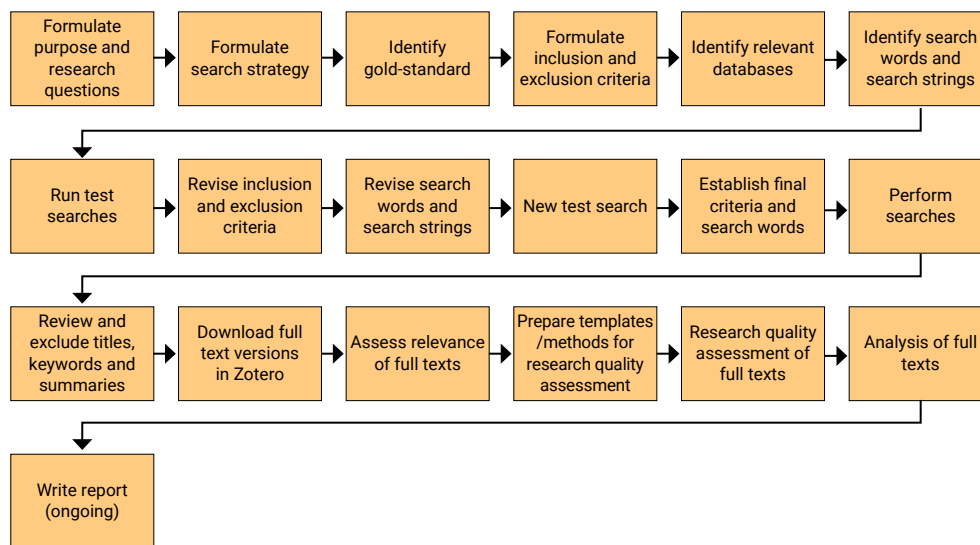 Formulate
purpose and
research
questions
Formulate
search strategy
Identify
gold-standard
Formulate
inclusion and
exclusion criteria
Identify relevant
databases
Identify search
words and
search strings
Run test
searches
Revise inclusion
and exclusion
criteria
Revise search
words and
search strings
New test search
Establish final
criteria and
search words
Perform
searches
Review and
exclude titles,
keywords and
summaries
Download full
text versions
in Zotero
Assess relevance
of full texts
Prepare templates
/methods for
research quality
assessment
Research quality
assessment of
full texts
Analysis of full
texts
Write report
(ongoing)